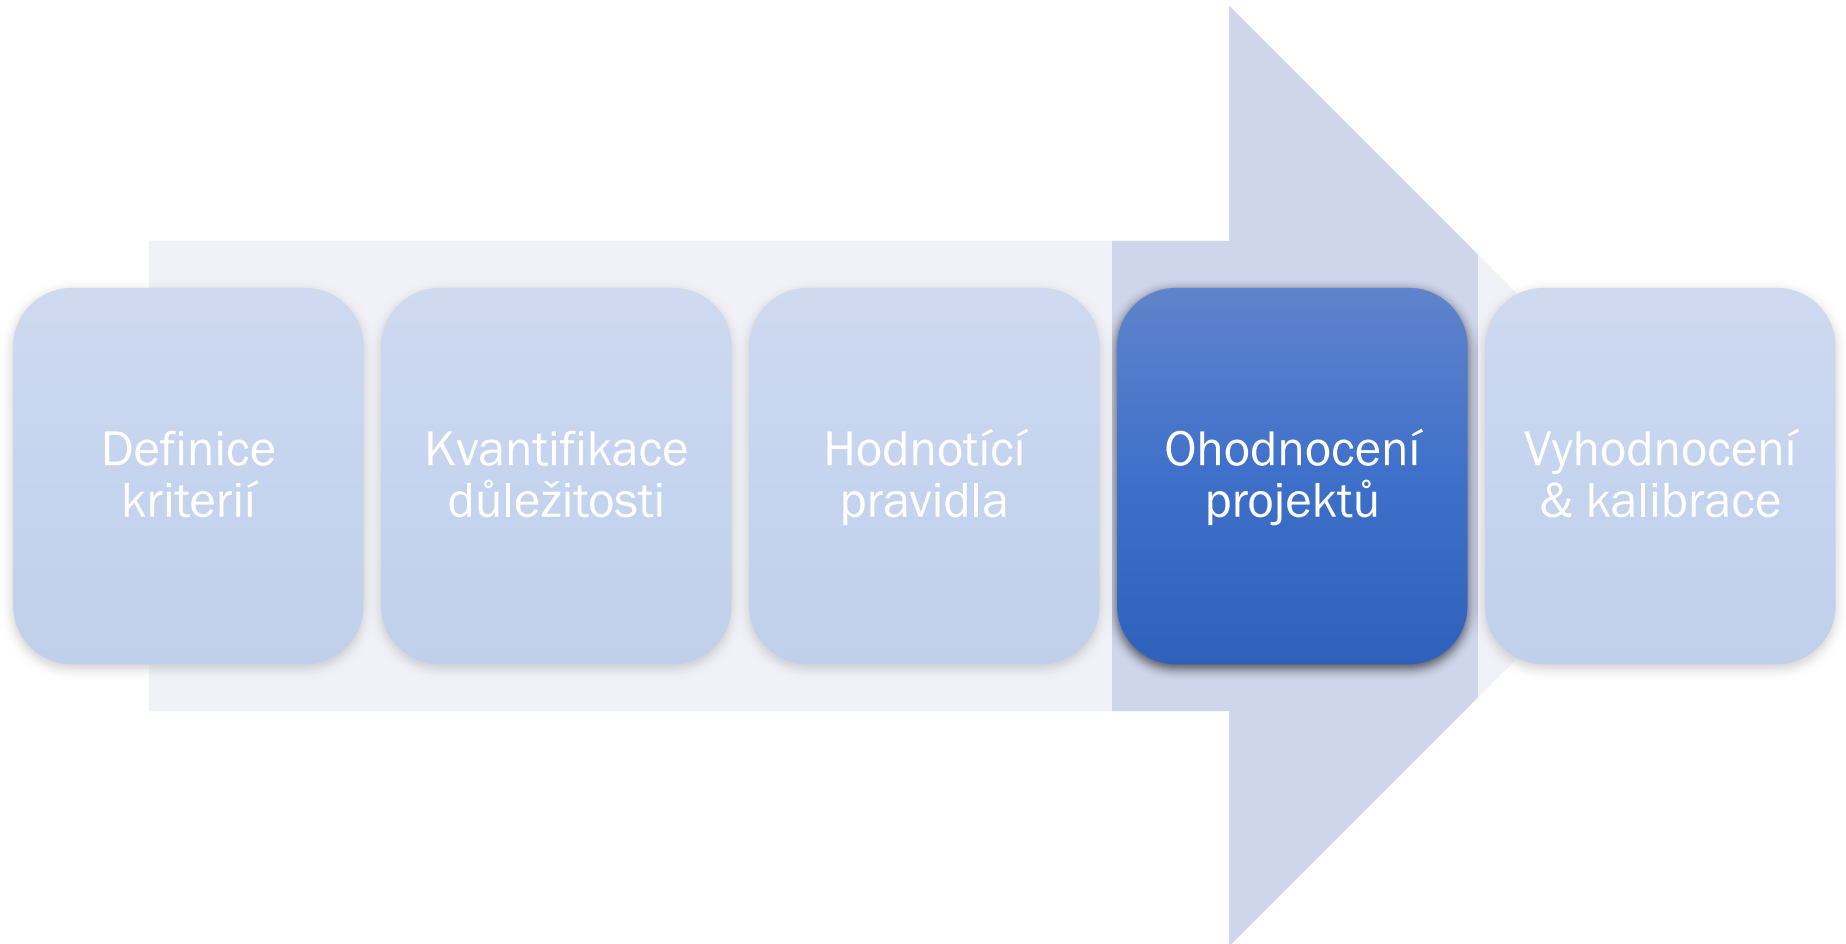 Definice
kriterií
Kvantifikace
důležitosti
Hodnotící
pravidla
Ohodnocení
projektů
Vyhodnocení
& kalibrace